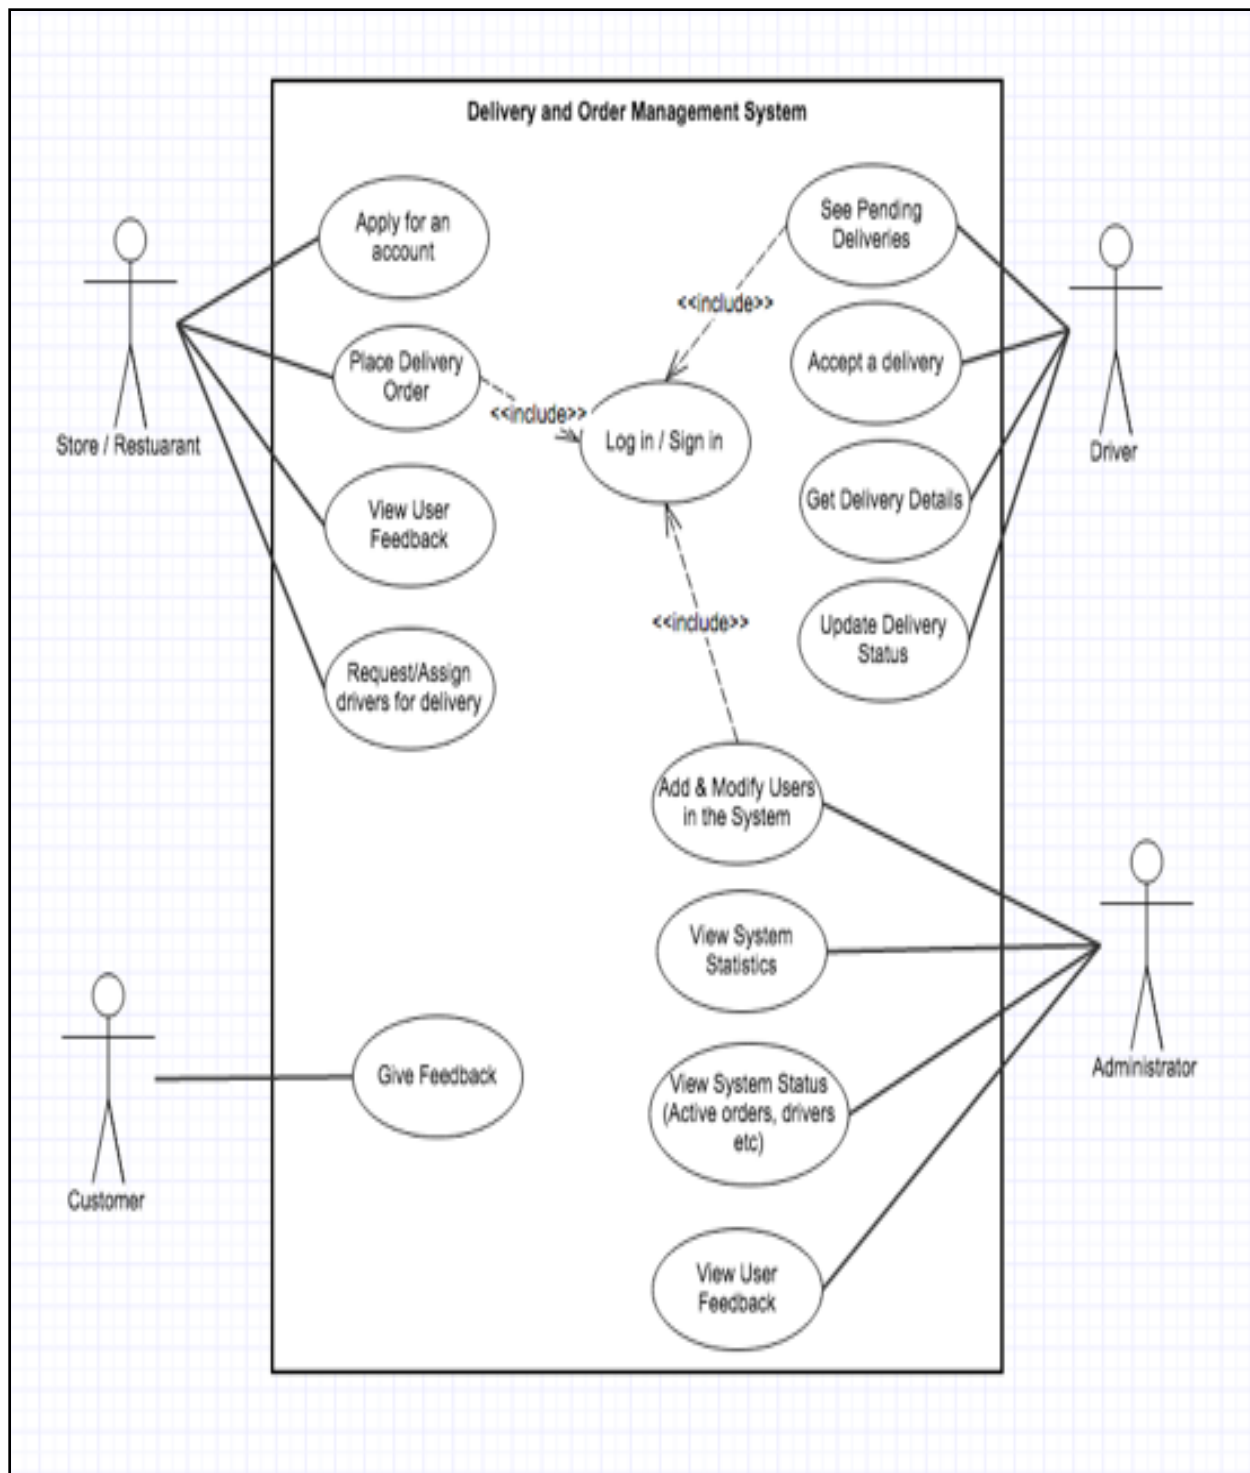 Delivery and Order Management System
Apply for an
account
See Pending
Deliveries
<<include>>
Place Delivery
Order
Accept a delivery
<<include>>
Log in / Sign in
Store / Restuarant
Driver
View User
Feedback
Get Delivery Details
<<include>>
Update Delivery
Status
Request/Assign
drivers for delivery
Add & Modify Users
in the System
View System
Statistics
Give Feedback
View System Status
(Active orders, drivers
etc)
Administrator
Customer
View User
Feedback